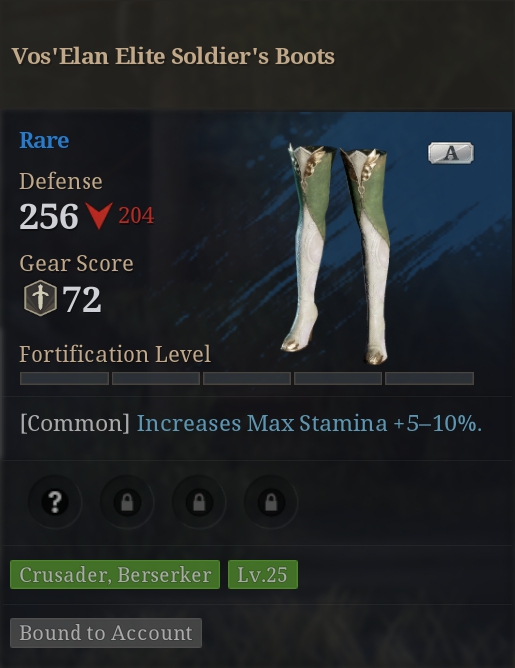 Vos'Elan Elite Soldier's Boots
Rare
A
Defense
256 204
Gear Score
72
Fortification Level
[Common] Increases Max Stamina +5–10%.
?
Crusader, Berserker Lv.25
Bound to Account